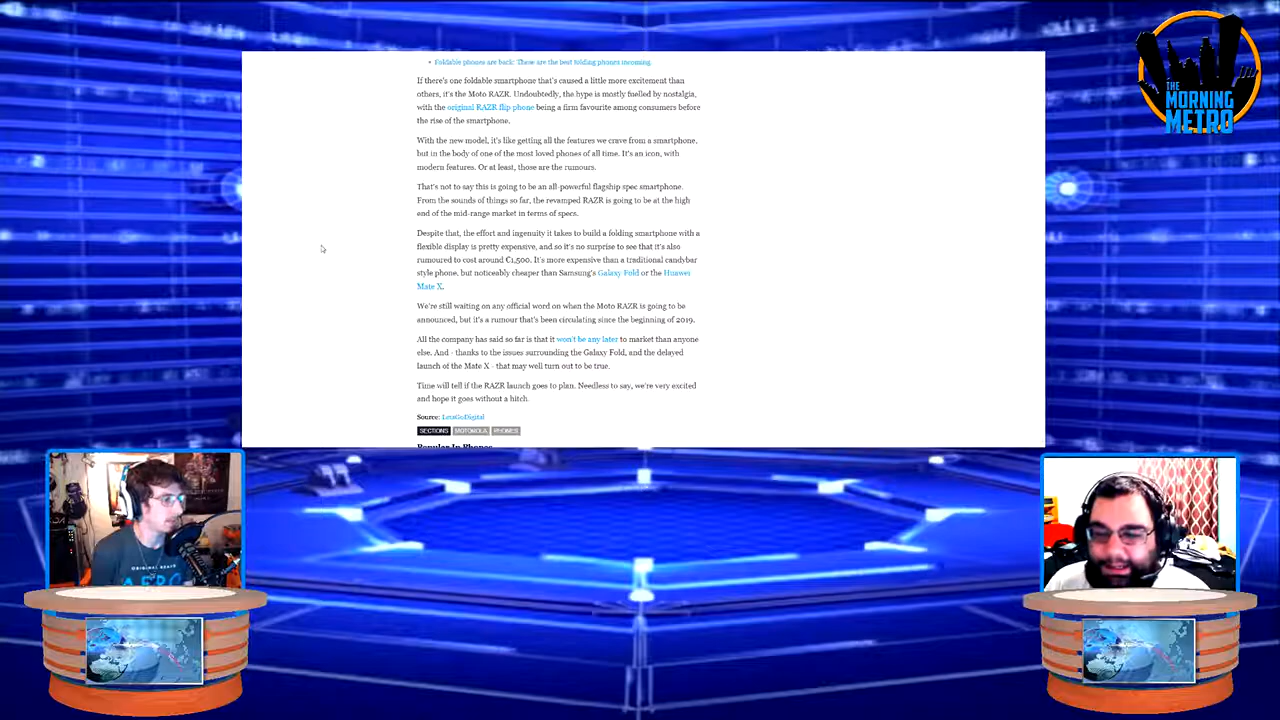 Foldable phones are back: These are the best folding phones incoming
If there's one foldable smartphone that's caused a little more excitement than
others, it's the Moto RAZR. Undoubtedly, the hype is mostly fuelled by nostalgia,
with the original RAZR flip phone being a firm favourite among consumers before
the rise of the smartphone.
With the new model, it's like getting all the features we crave from a smartphone,
but in the body of one of the most loved phones of all time. It's an icon, with
modern features. Or at least, those are the rumours.
That's not to say this is going to be an all-powerful flagship spec smartphone.
From the sounds of things so far, the revamped RAZR is going to be at the high
end of the mid-range market in terms of specs.
Despite that, the effort and ingenuity it takes to build a folding smartphone with a
flexible display is pretty expensive, and so it's no surprise to see that it's also
rumoured to cost around €1,500. It's more expensive than a traditional candybar
style phone, but noticeably cheaper than Samsung's Galaxy Fold or the Huawei
Mate X.
We're still waiting on any official word on when the Moto RAZR is going to be
announced, but it's a rumour that's been circulating since the beginning of 2019.
All the company has said so far is that it won't be any later to market than anyone
else. And - thanks to the issues surrounding the Galaxy Fold, and the delayed
launch of the Mate X - that may well turn out to be true.
Time will tell if the RAZR launch goes to plan. Needless to say, we're very excited
and hope it goes without a hitch.
Source: LetsGoDigital
SECTIONS MOTOROLA PHONES
Popular In Phones
THE
MORNING
METRO
ORIGINAL BRAND
AERO